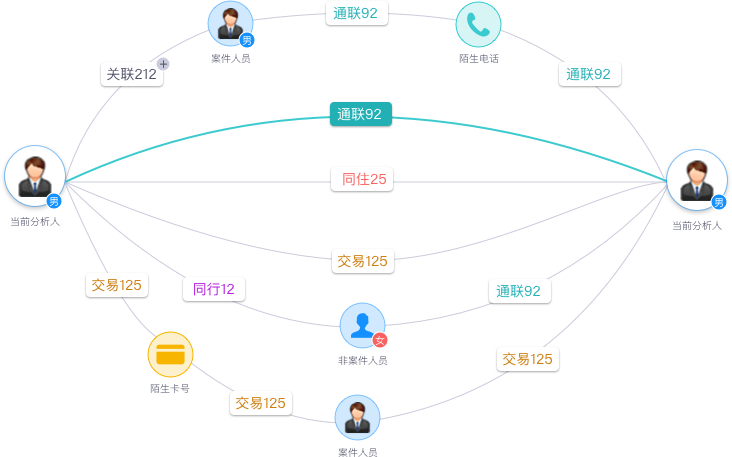 通联92
男
案件人员
陌生电话
关联212
通联92
通联92
同住25
男
当前分析人
男
当前分析人
交易125
交易125
同行12
通联92
女
非案件人员
交易125
陌生卡号
交易125
案件人员